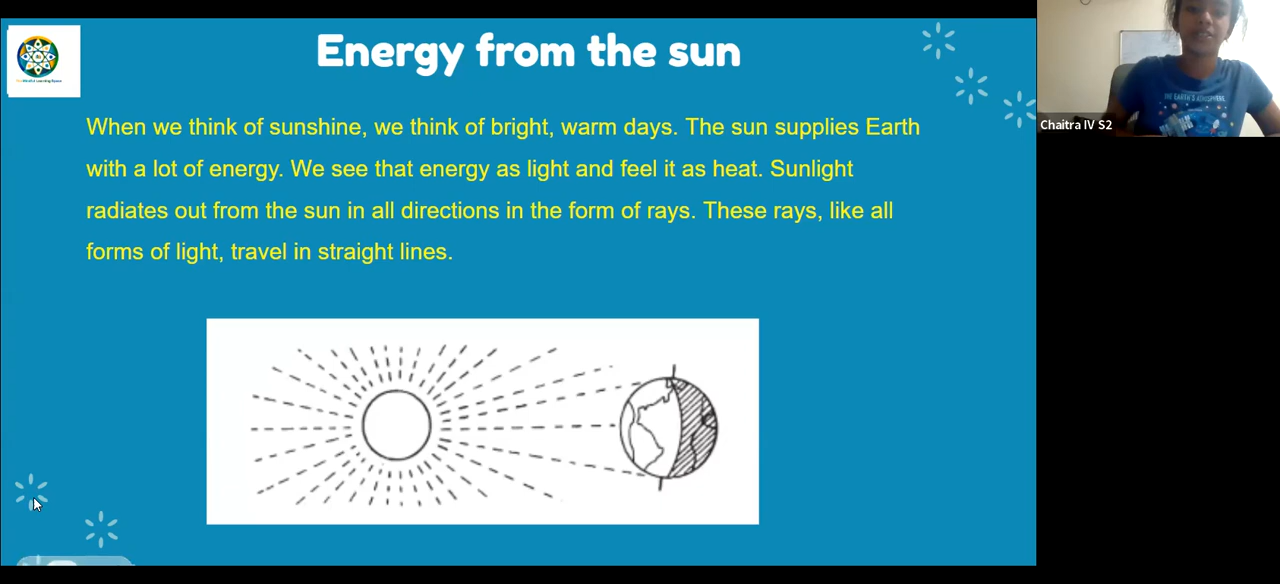 Energy from the sun
When we think of sunshine, we think of bright, warm days. The sun supplies Earth
with a lot of energy. We see that energy as light and feel it as heat. Sunlight
radiates out from the sun in all directions in the form of rays. These rays, like all
forms of light, travel in straight lines.
THE EARTH'S ATMOSPHERE
Chaitra IV S2